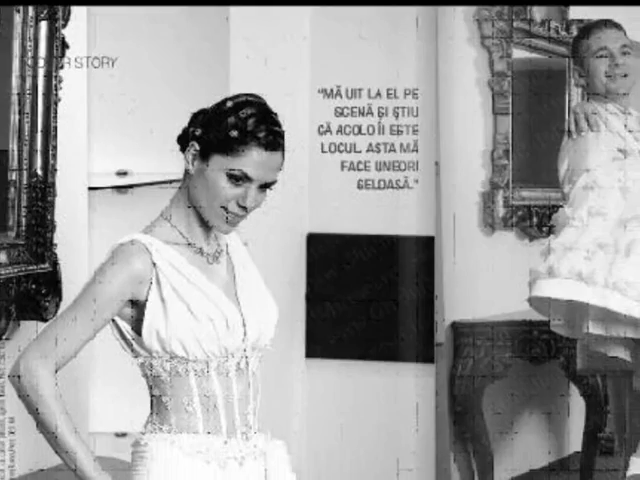 COVER STORY
"MĂ UIT LA EL PE
SCENĂ ȘI ȘTIU
CĂ ACOLO ÎI ESTE
LOCUL. ASTA MĂ
FACE UNEORI
GELOASĂ."